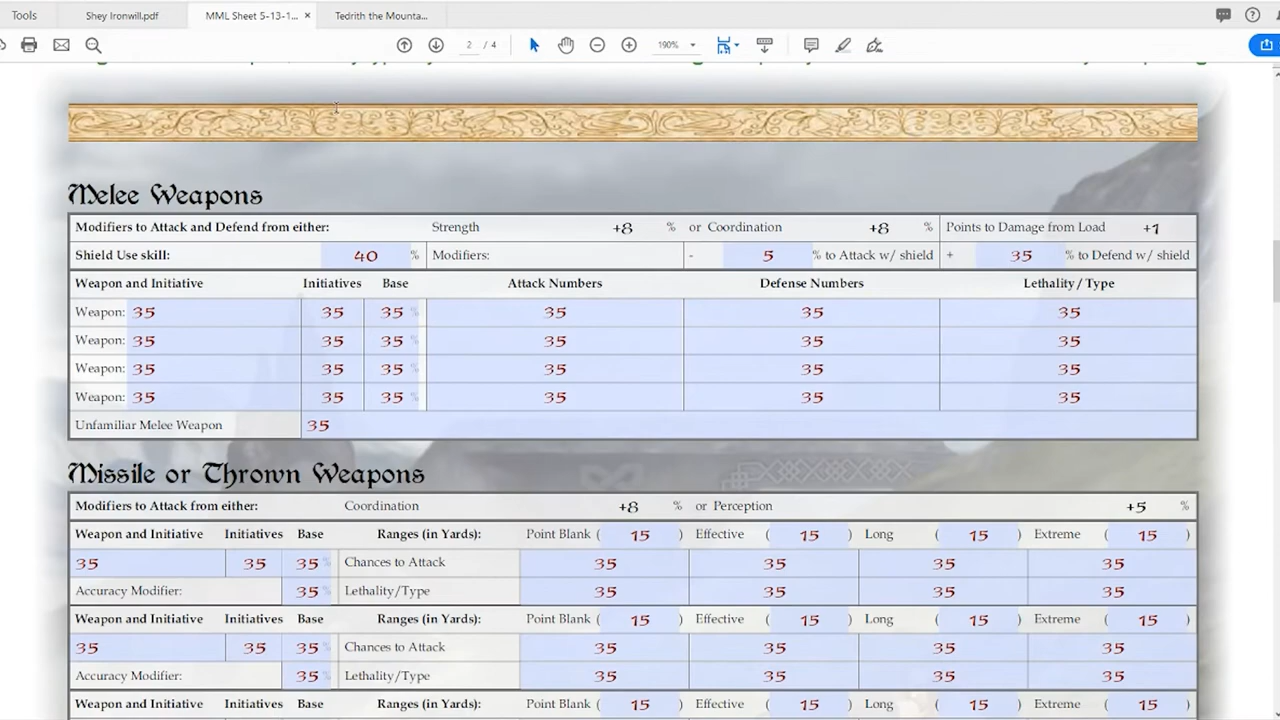 Tools Shey Ironwill.pdf MML Sheet 5-13-1... × Tedrith the Mounta...
2 / 4 190%
Melee Weapons
Modifiers to Attack and Defend from either: Strength +8 % or Coordination +8 % Points to Damage from Load +1
Shield Use skill: 40 % Modifiers: - 5 % to Attack w/ shield + 35 % to Defend w/ shield
Weapon and Initiative Initiatives Base Attack Numbers Defense Numbers Lethality / Type
Weapon: 35 35 35 % 35 35 35
Weapon: 35 35 35 % 35 35 35
Weapon: 35 35 35 % 35 35 35
Weapon: 35 35 35 % 35 35 35
Unfamiliar Melee Weapon 35
Missile or Thrown Weapons
Modifiers to Attack from either: Coordination +8 % or Perception +5 %
Weapon and Initiative Initiatives Base Ranges (in Yards): Point Blank ( 15 ) Effective ( 15 ) Long ( 15 ) Extreme ( 15 )
35 35 35 % Chances to Attack 35 35 35 35
Accuracy Modifier: 35 % Lethality/Type 35 35 35 35
Weapon and Initiative Initiatives Base Ranges (in Yards): Point Blank ( 15 ) Effective ( 15 ) Long ( 15 ) Extreme ( 15 )
35 35 35 % Chances to Attack 35 35 35 35
Accuracy Modifier: 35 % Lethality/Type 35 35 35 35
Weapon and Initiative Initiatives Base Ranges (in Yards): Point Blank ( 15 ) Effective ( 15 ) Long ( 15 ) Extreme ( 15 )